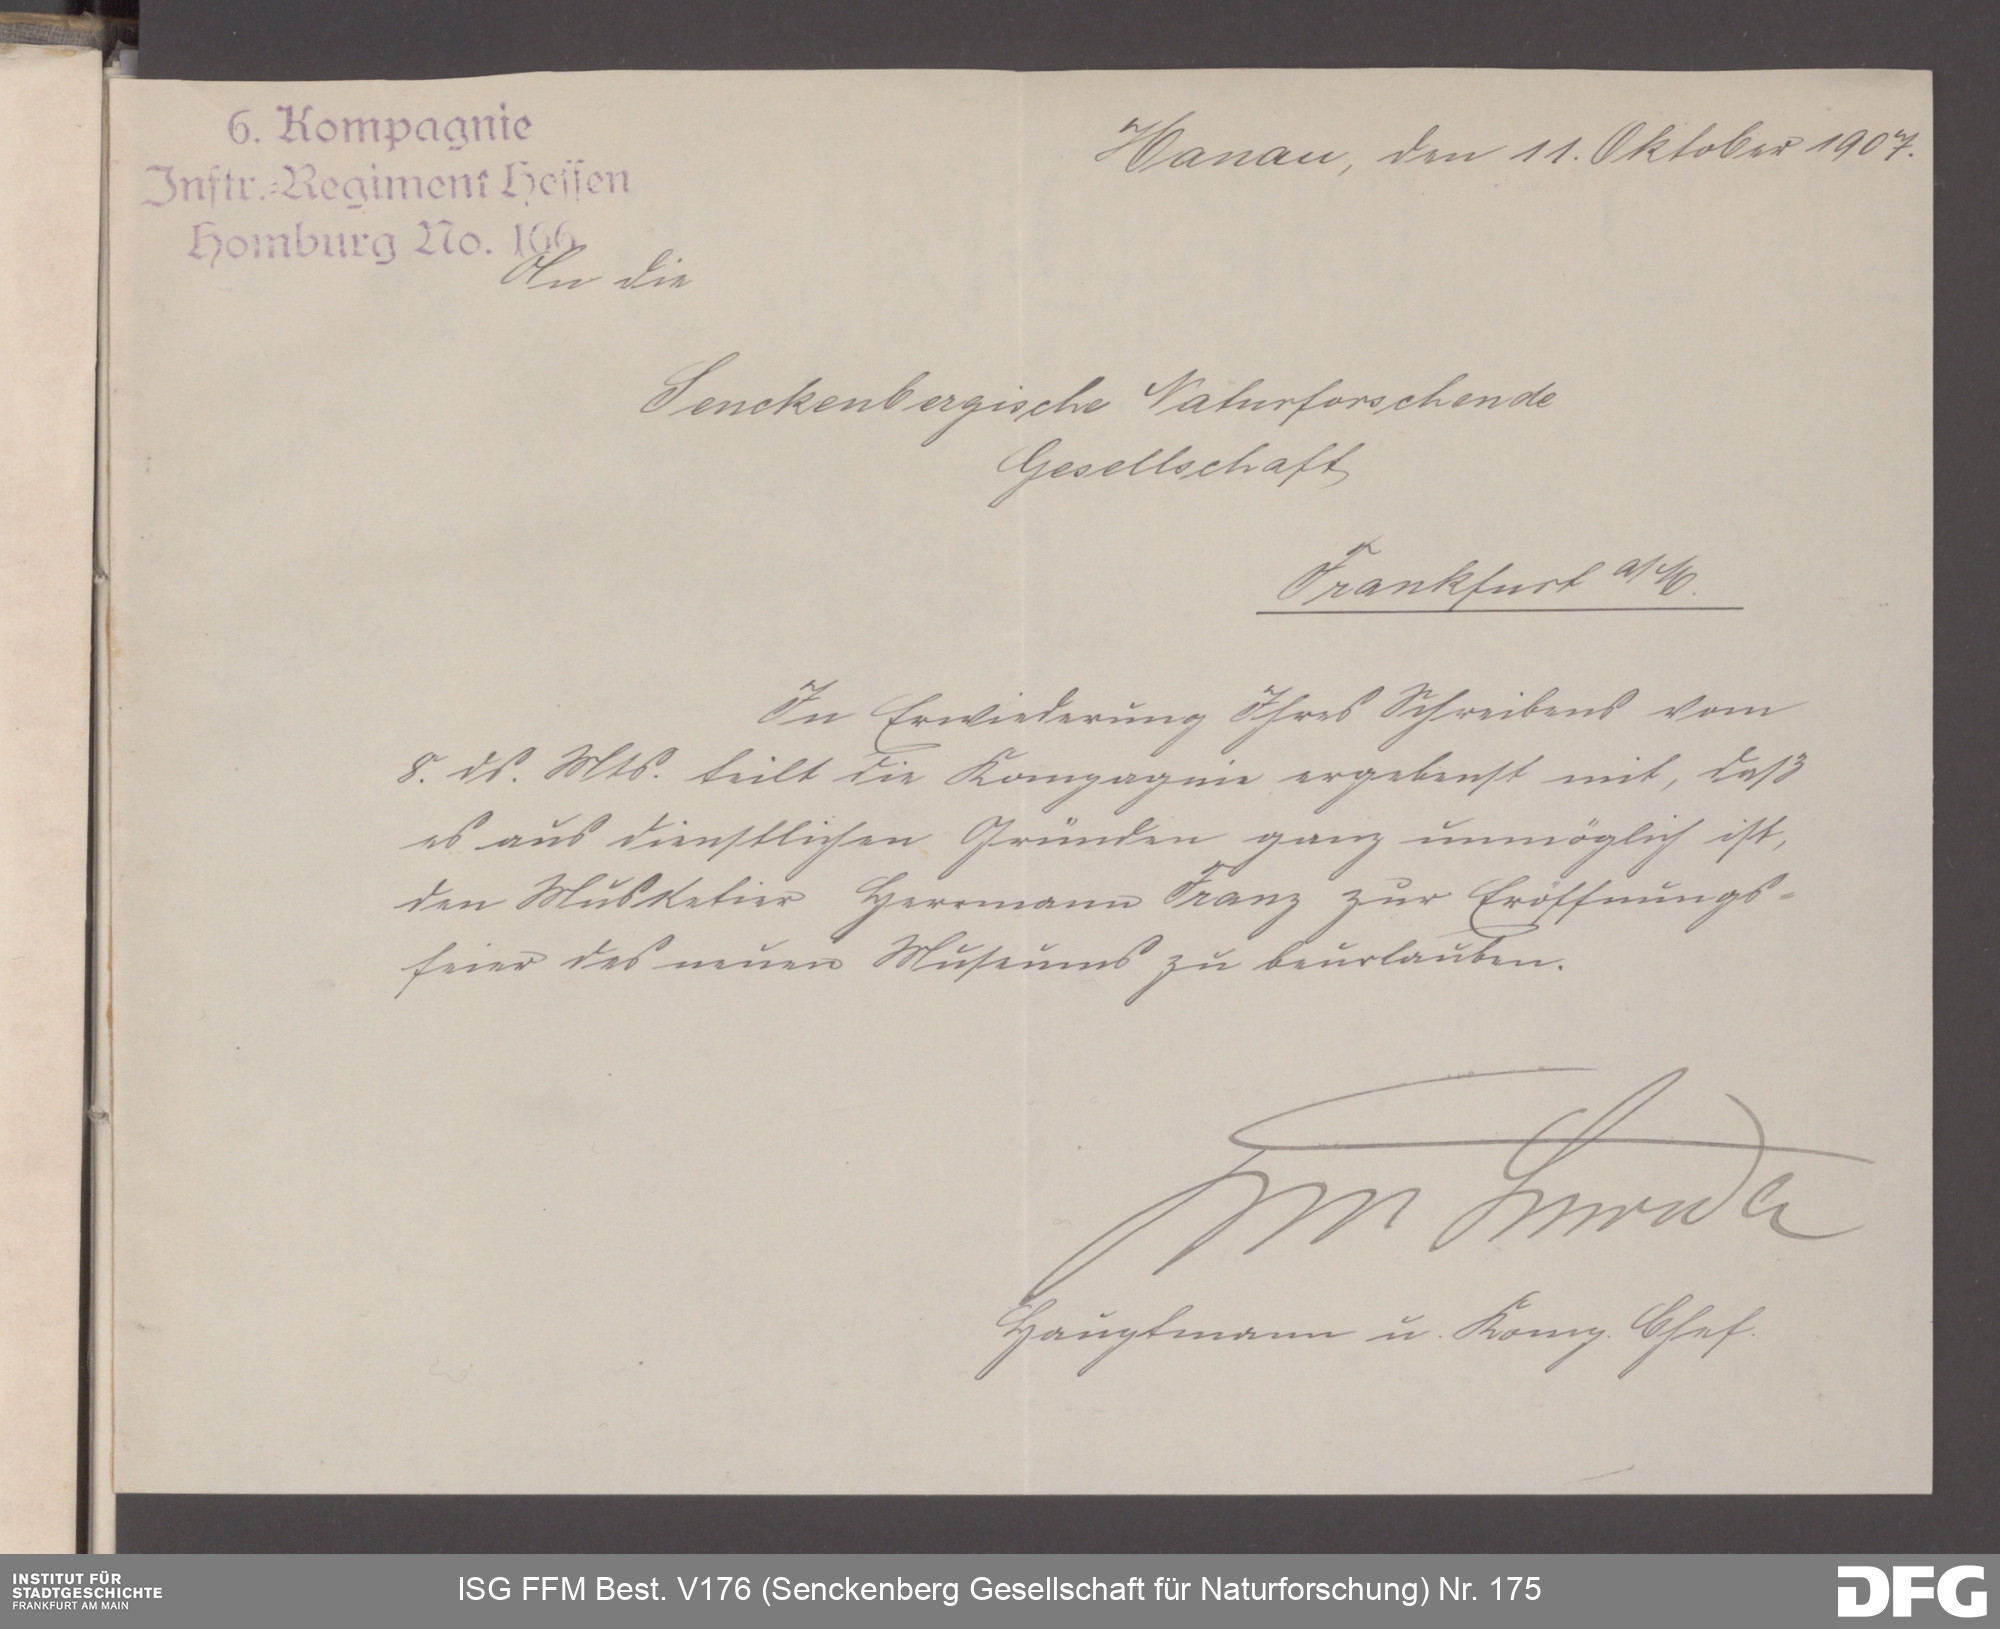 6. Kompagnie
Inftr.-Regiment Hessen
Homburg No. 166
Hanau, den 11. Oktober 1907.
An die
Senckenbergische Naturforschende
Gesellschaft
Frankfurt a/M.
In Erwiederung Ihres Schreibens vom
8. ds. Mts. teilt die Kompagnie ergebenst mit, daß
es aus dienstlichen Gründen ganz unmöglich ist,
den Musketier Herrmann Franz zur Eröffnungs-
feier des neuen Museums zu beurlauben.
Hauptmann u. Komp. Chef.
INSTITUT FÜR
STADTGESCHICHTE
FRANKFURT AM MAIN
ISG FFM Best. V176 (Senckenberg Gesellschaft für Naturforschung) Nr. 175
DFG